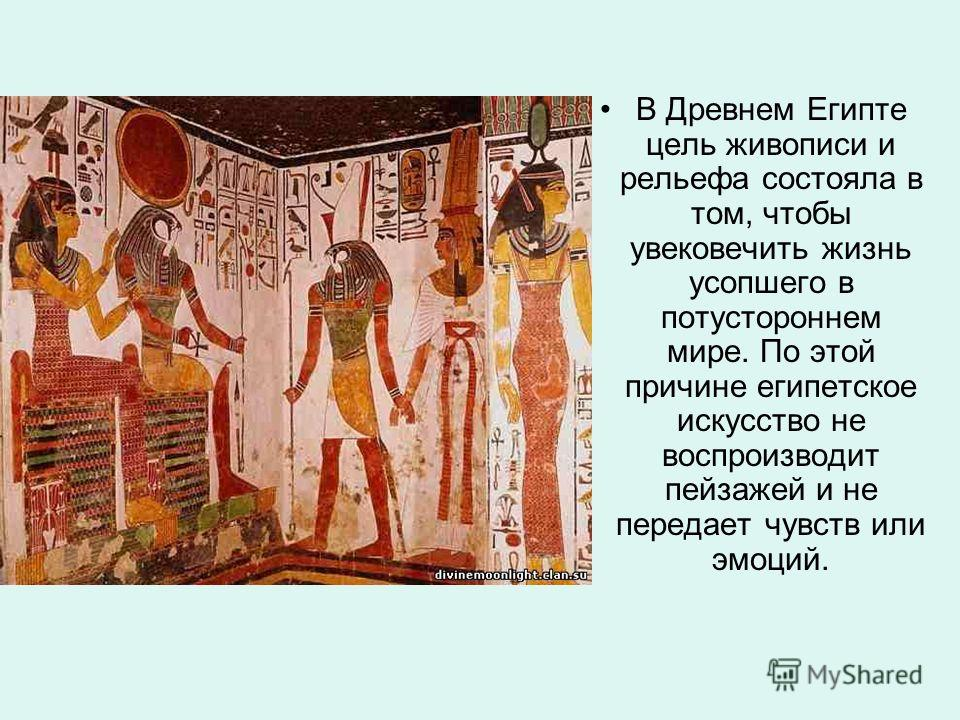 • В Древнем Египте
цель живописи и
рельефа состояла в
том, чтобы
увековечить жизнь
усопшего в
потустороннем
мире. По этой
причине египетское
искусство не
воспроизводит
пейзажей и не
передает чувств или
эмоций.
divinemoonlight.clan.su
MyShared